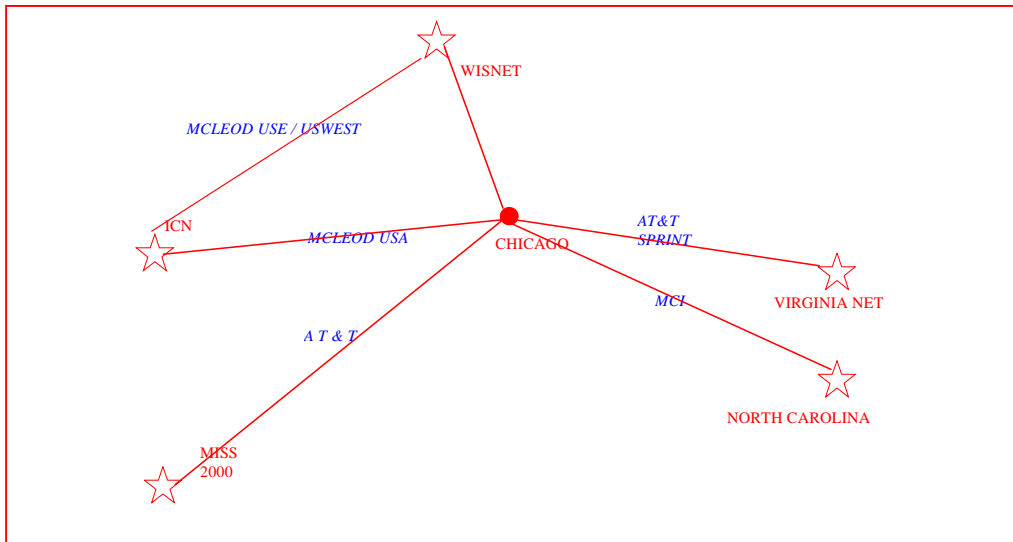 WISNET
MCLEOD USE / USWEST
ICN
MCLEOD USA
CHICAGO
AT&T
SPRINT
VIRGINIA NET
MCI
A T & T
NORTH CAROLINA
MISS
2000